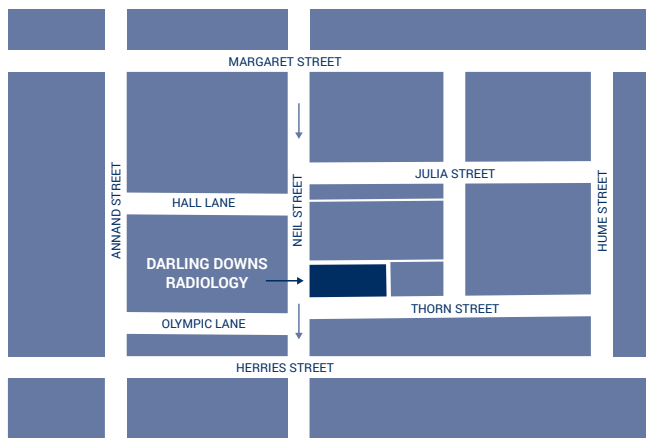 MARGARET STREET
JULIA STREET
ANNAND STREET
HALL LANE
NEIL STREET
HUME STREET
DARLING DOWNS
RADIOLOGY
THORN STREET
OLYMPIC LANE
HERRIES STREET